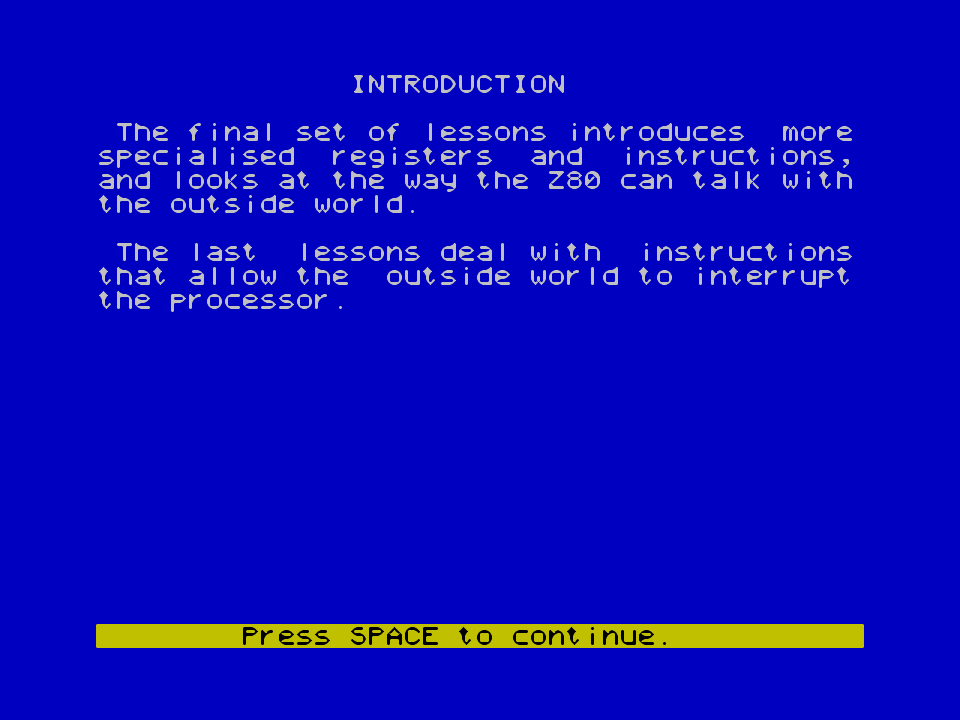 INTRODUCTION
The final set of lessons introduces more
specialised registers and instructions,
and looks at the way the Z80 can talk with
the outside world.
The last lessons deal with instructions
that allow the outside world to interrupt
the processor.
Press SPACE to continue.